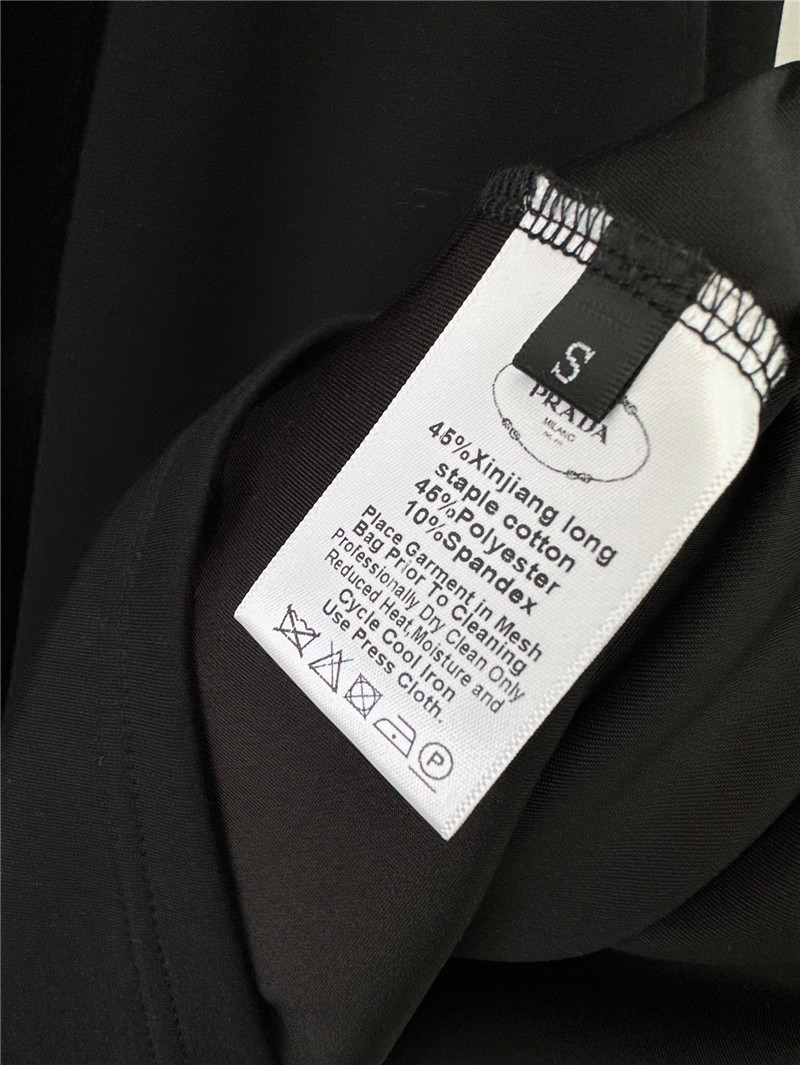 S
PRADA
MILANO
45%Xinjiang long
staple cotton
45%Polyester
10%Spandex
Place Garment in Mesh
Bag Prior To Cleaning
Professionally Dry Clean Only
Reduced Heat,Moisture and
Cycle Cool Iron
Use Press Cloth.
P